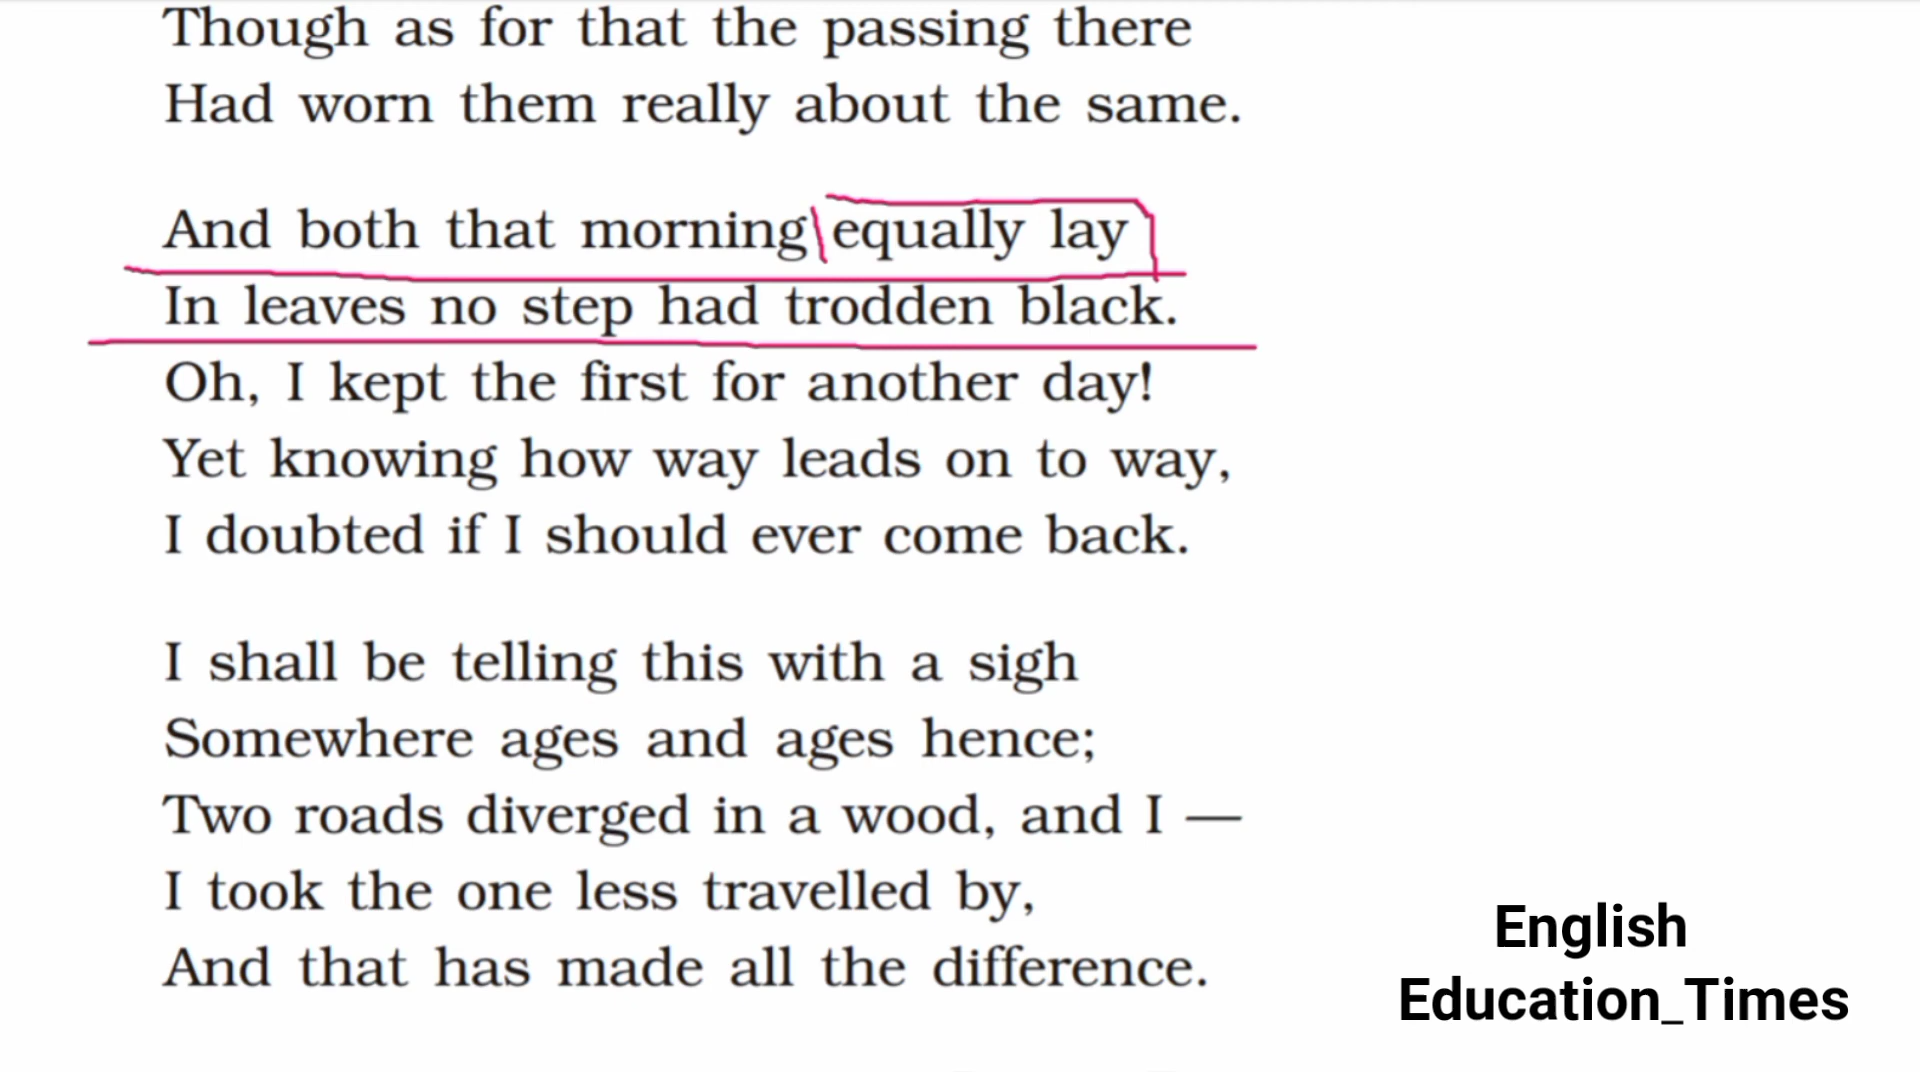 Though as for that the passing there
Had worn them really about the same.
And both that morning equally lay
In leaves no step had trodden black.
Oh, I kept the first for another day!
Yet knowing how way leads on to way,
I doubted if I should ever come back.
I shall be telling this with a sigh
Somewhere ages and ages hence;
Two roads diverged in a wood, and I —
I took the one less travelled by,
And that has made all the difference.
English
Education_Times